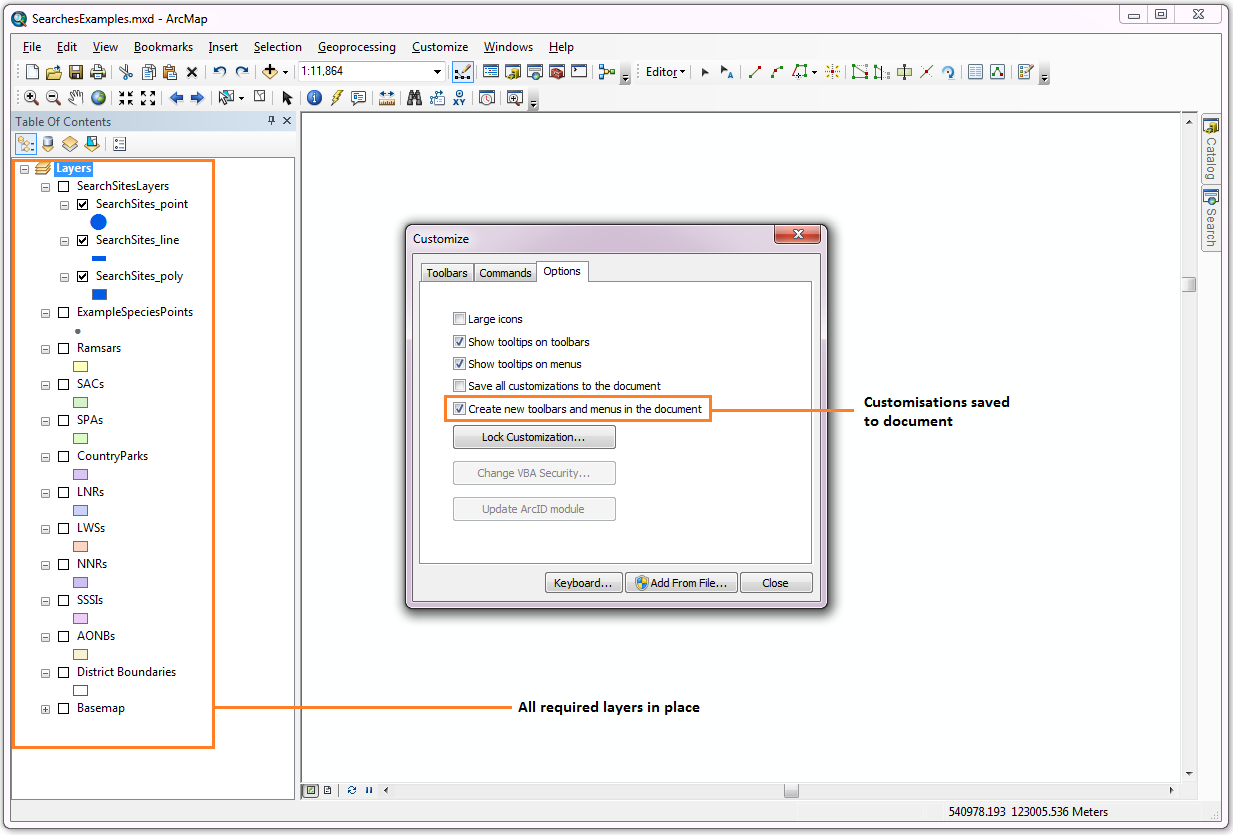 SearchesExamples.mxd - ArcMap
File Edit View Bookmarks Insert Selection Geoprocessing Customize Windows Help
1:11,864
Editor
XY
Table Of Contents
Layers
SearchSitesLayers
SearchSites_point
SearchSites_line
SearchSites_poly
ExampleSpeciesPoints
Ramsars
SACs
SPAs
CountryParks
LNRs
LWSs
NNRs
SSSIs
AONBs
District Boundaries
Basemap
Customize
Toolbars Commands Options
Large icons
Show tooltips on toolbars
Show tooltips on menus
Save all customizations to the document
Create new toolbars and menus in the document
Lock Customization...
Change VBA Security...
Update ArcID module
Keyboard... Add From File... Close
Customisations saved
to document
All required layers in place
Catalog
Search
540978.193 123005.536 Meters